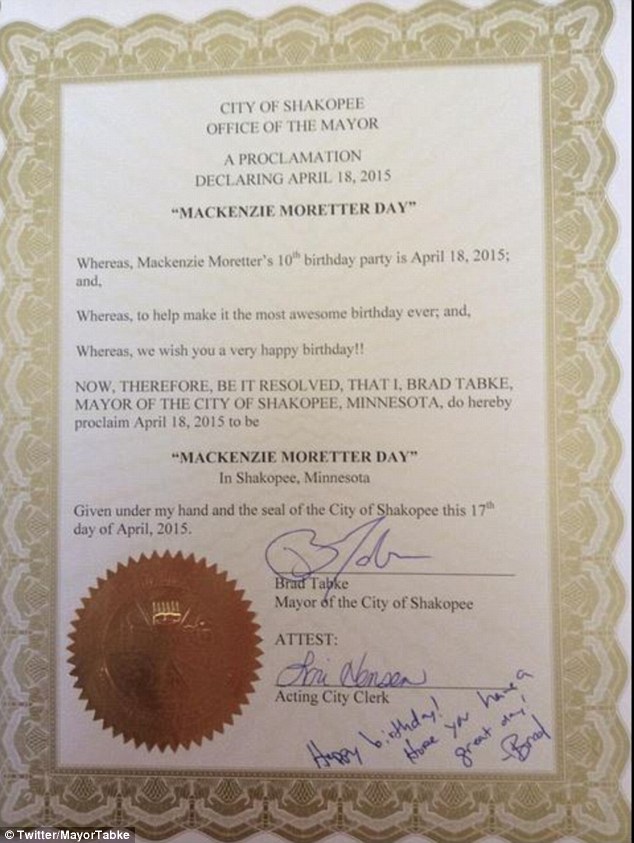 CITY OF SHAKOPEE
OFFICE OF THE MAYOR
A PROCLAMATION
DECLARING APRIL 18, 2015
“MACKENZIE MORETTER DAY”
Whereas, Mackenzie Moretter’s 10th birthday party is April 18, 2015;
and,
Whereas, to help make it the most awesome birthday ever; and,
Whereas, we wish you a very happy birthday!!
NOW, THEREFORE, BE IT RESOLVED, THAT I, BRAD TABKE,
MAYOR OF THE CITY OF SHAKOPEE, MINNESOTA, do hereby
proclaim April 18, 2015 to be
“MACKENZIE MORETTER DAY”
In Shakopee, Minnesota
Given under my hand and the seal of the City of Shakopee this 17th
day of April, 2015.
Brad Tabke
Mayor of the City of Shakopee
ATTEST:
Lori Hensen
Acting City Clerk
Happy birthday!
Hope you have a
great day!
Brad
© Twitter/MayorTabke